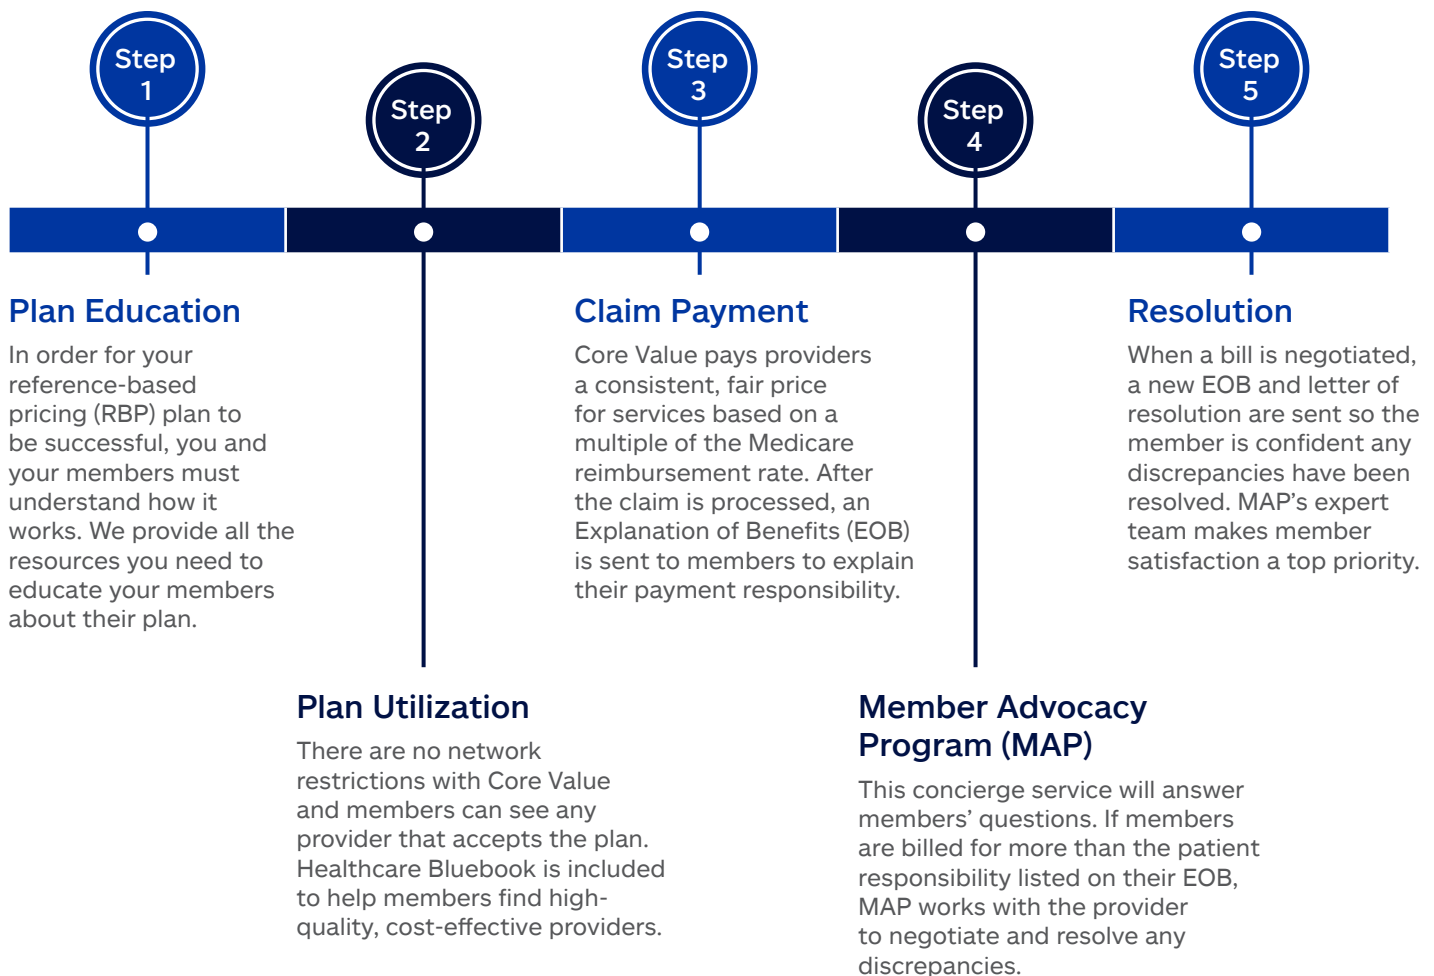 Step
1
Step
2
Step
3
Step
4
Step
5
Plan Education
In order for your
reference-based
pricing (RBP) plan to
be successful, you and
your members must
understand how it
works. We provide all the
resources you need to
educate your members
about their plan.
Plan Utilization
There are no network
restrictions with Core Value
and members can see any
provider that accepts the plan.
Healthcare Bluebook is included
to help members find high-
quality, cost-effective providers.
Claim Payment
Core Value pays providers
a consistent, fair price
for services based on a
multiple of the Medicare
reimbursement rate. After
the claim is processed, an
Explanation of Benefits (EOB)
is sent to members to explain
their payment responsibility.
Member Advocacy
Program (MAP)
This concierge service will answer
members’ questions. If members
are billed for more than the patient
responsibility listed on their EOB,
MAP works with the provider
to negotiate and resolve any
discrepancies.
Resolution
When a bill is negotiated,
a new EOB and letter of
resolution are sent so the
member is confident any
discrepancies have been
resolved. MAP’s expert
team makes member
satisfaction a top priority.